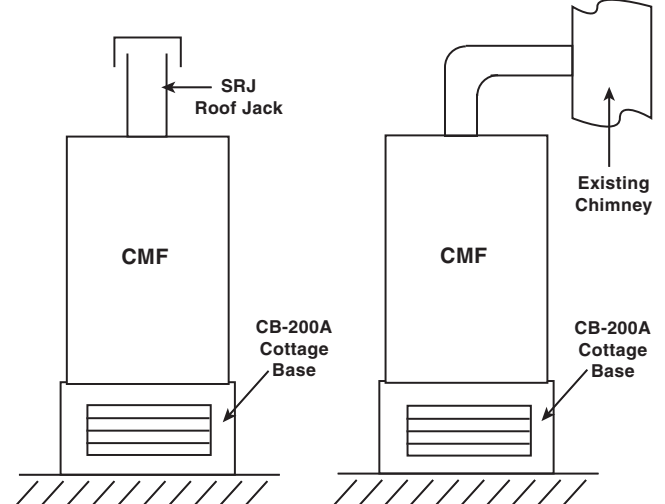 SRJ
Roof Jack
CMF
CB-200A
Cottage
Base
Existing
Chimney
CMF
CB-200A
Cottage
Base